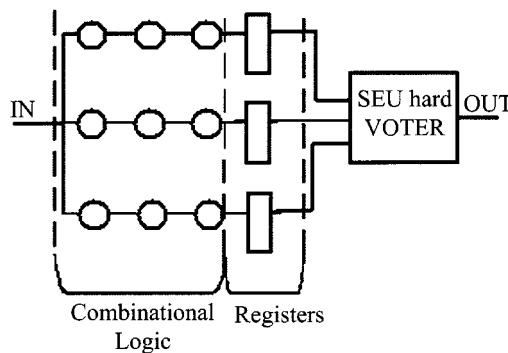 IN
SEU hard
VOTER
OUT
Combinational
Logic
Registers